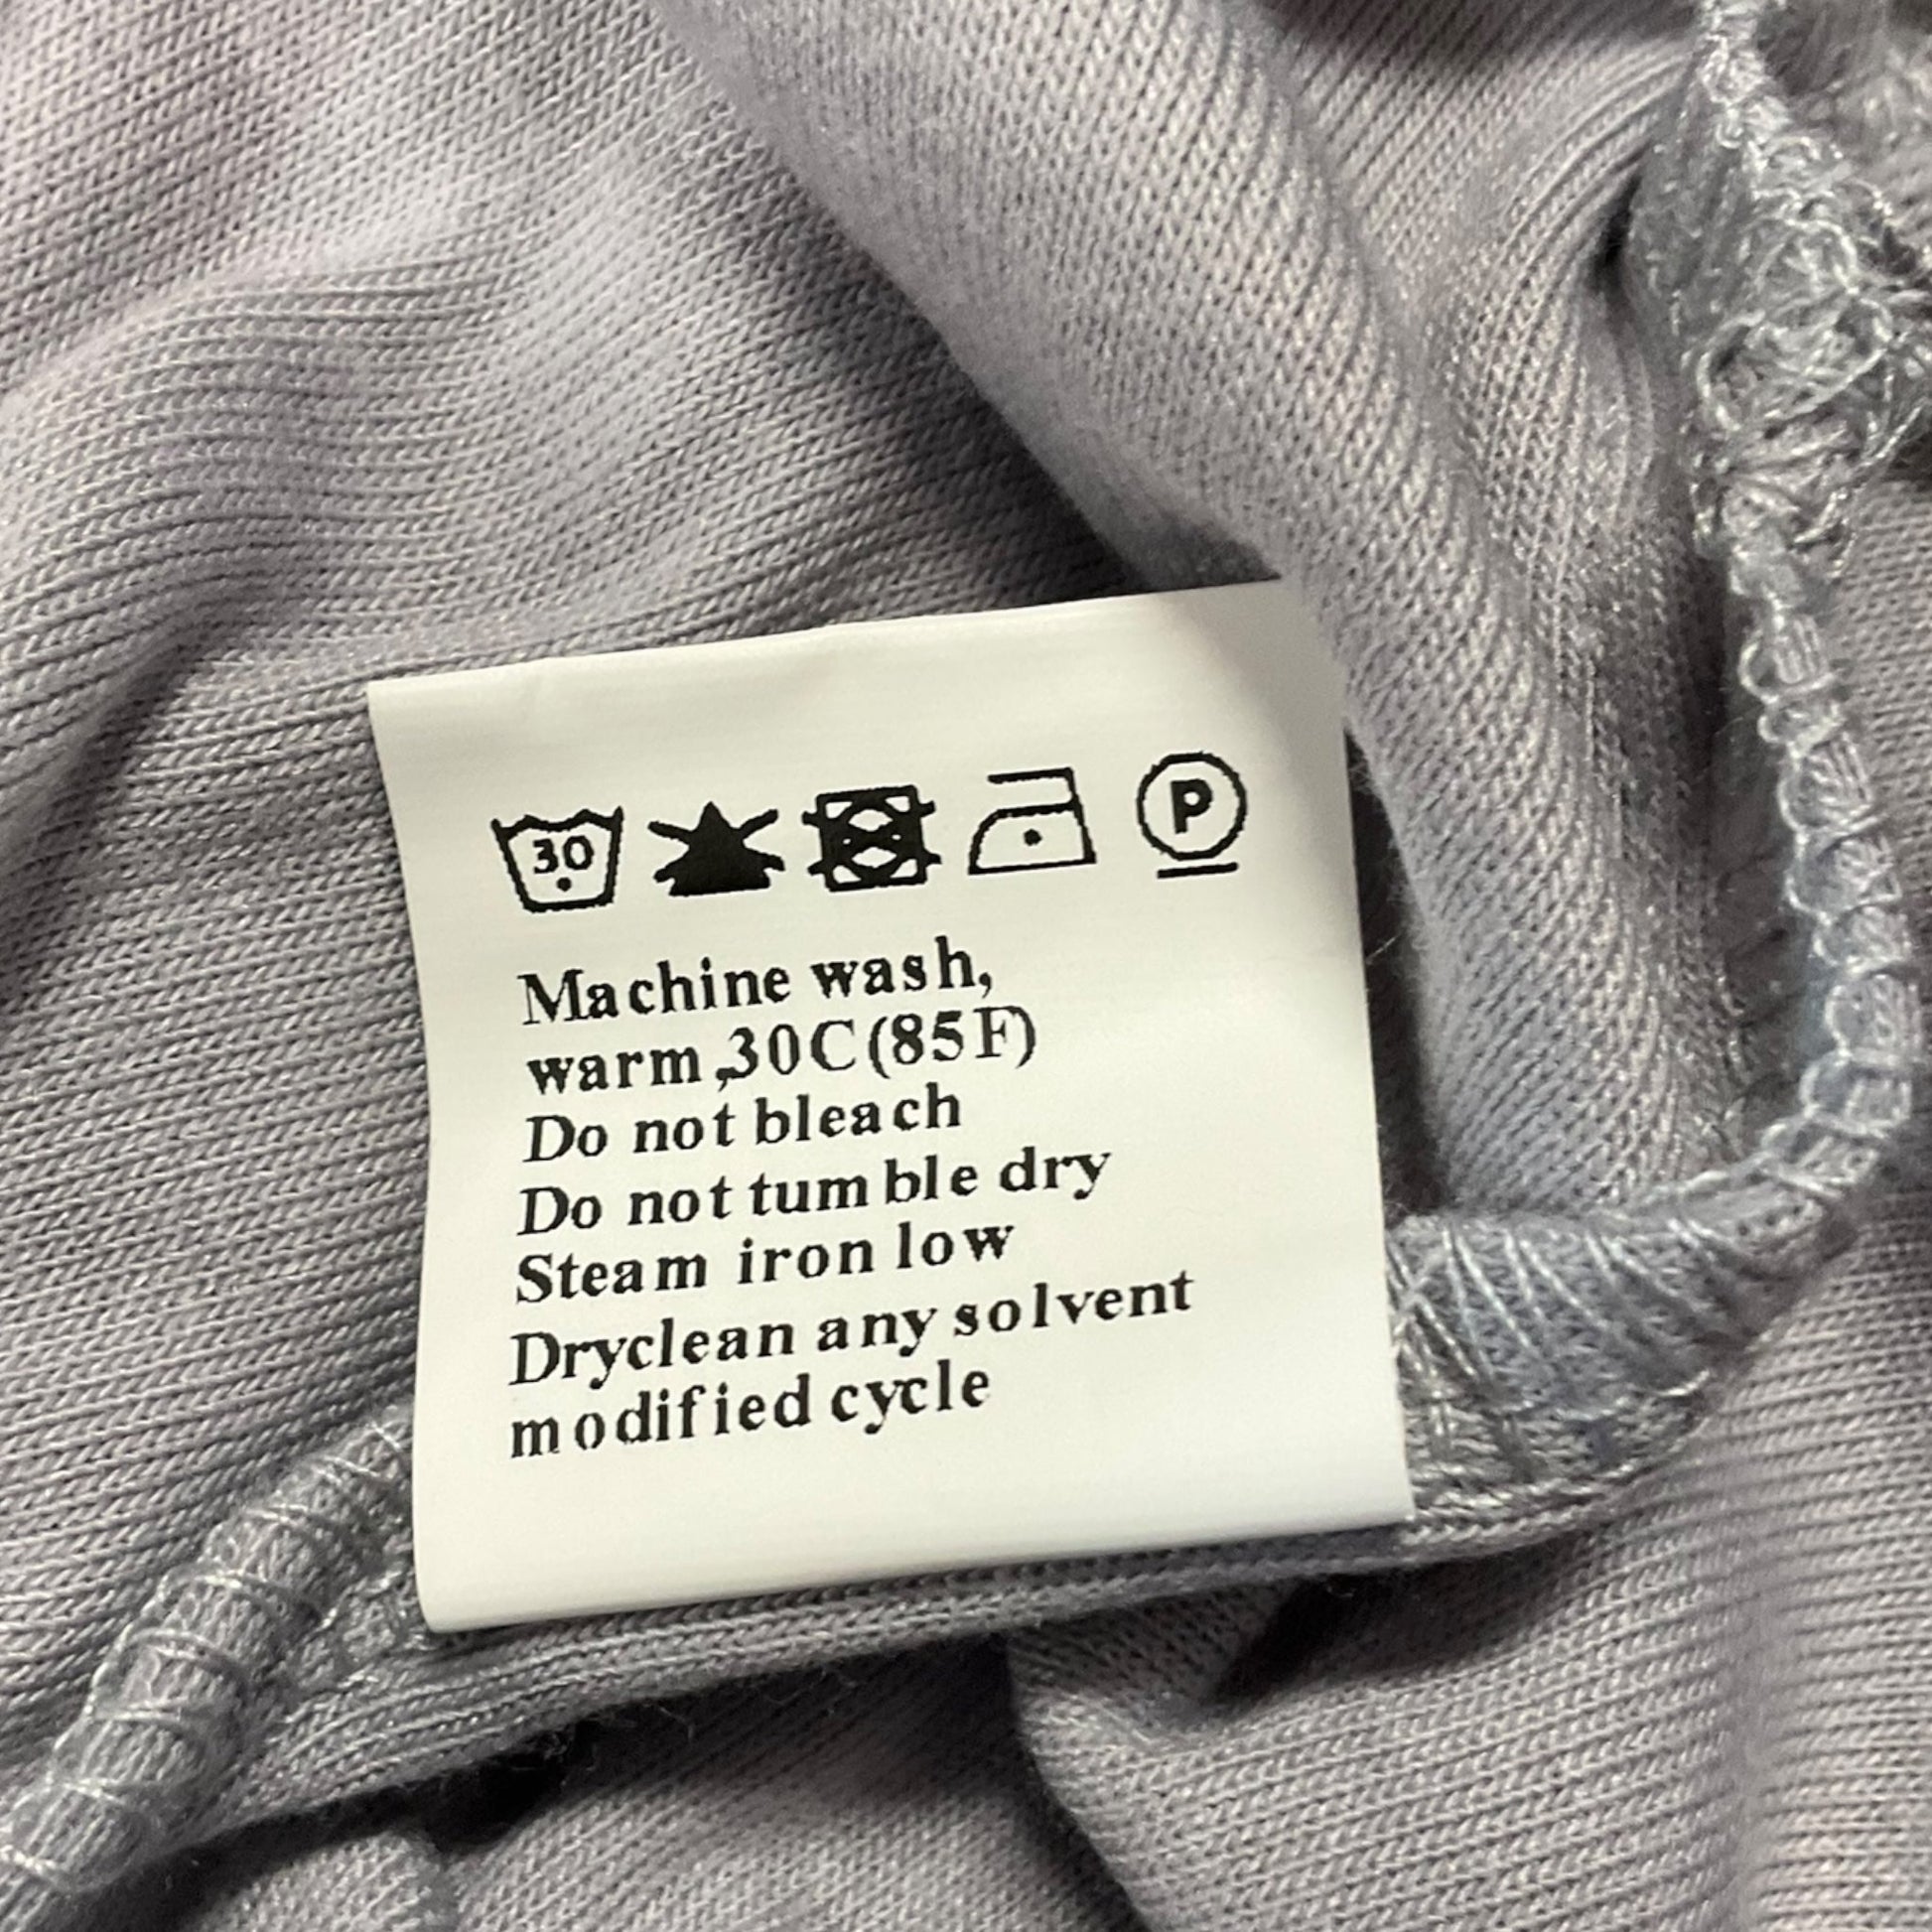 30
P
Machine wash,
warm,30C(85F)
Do not bleach
Do not tumble dry
Steam iron low
Dryclean any solvent
modified cycle